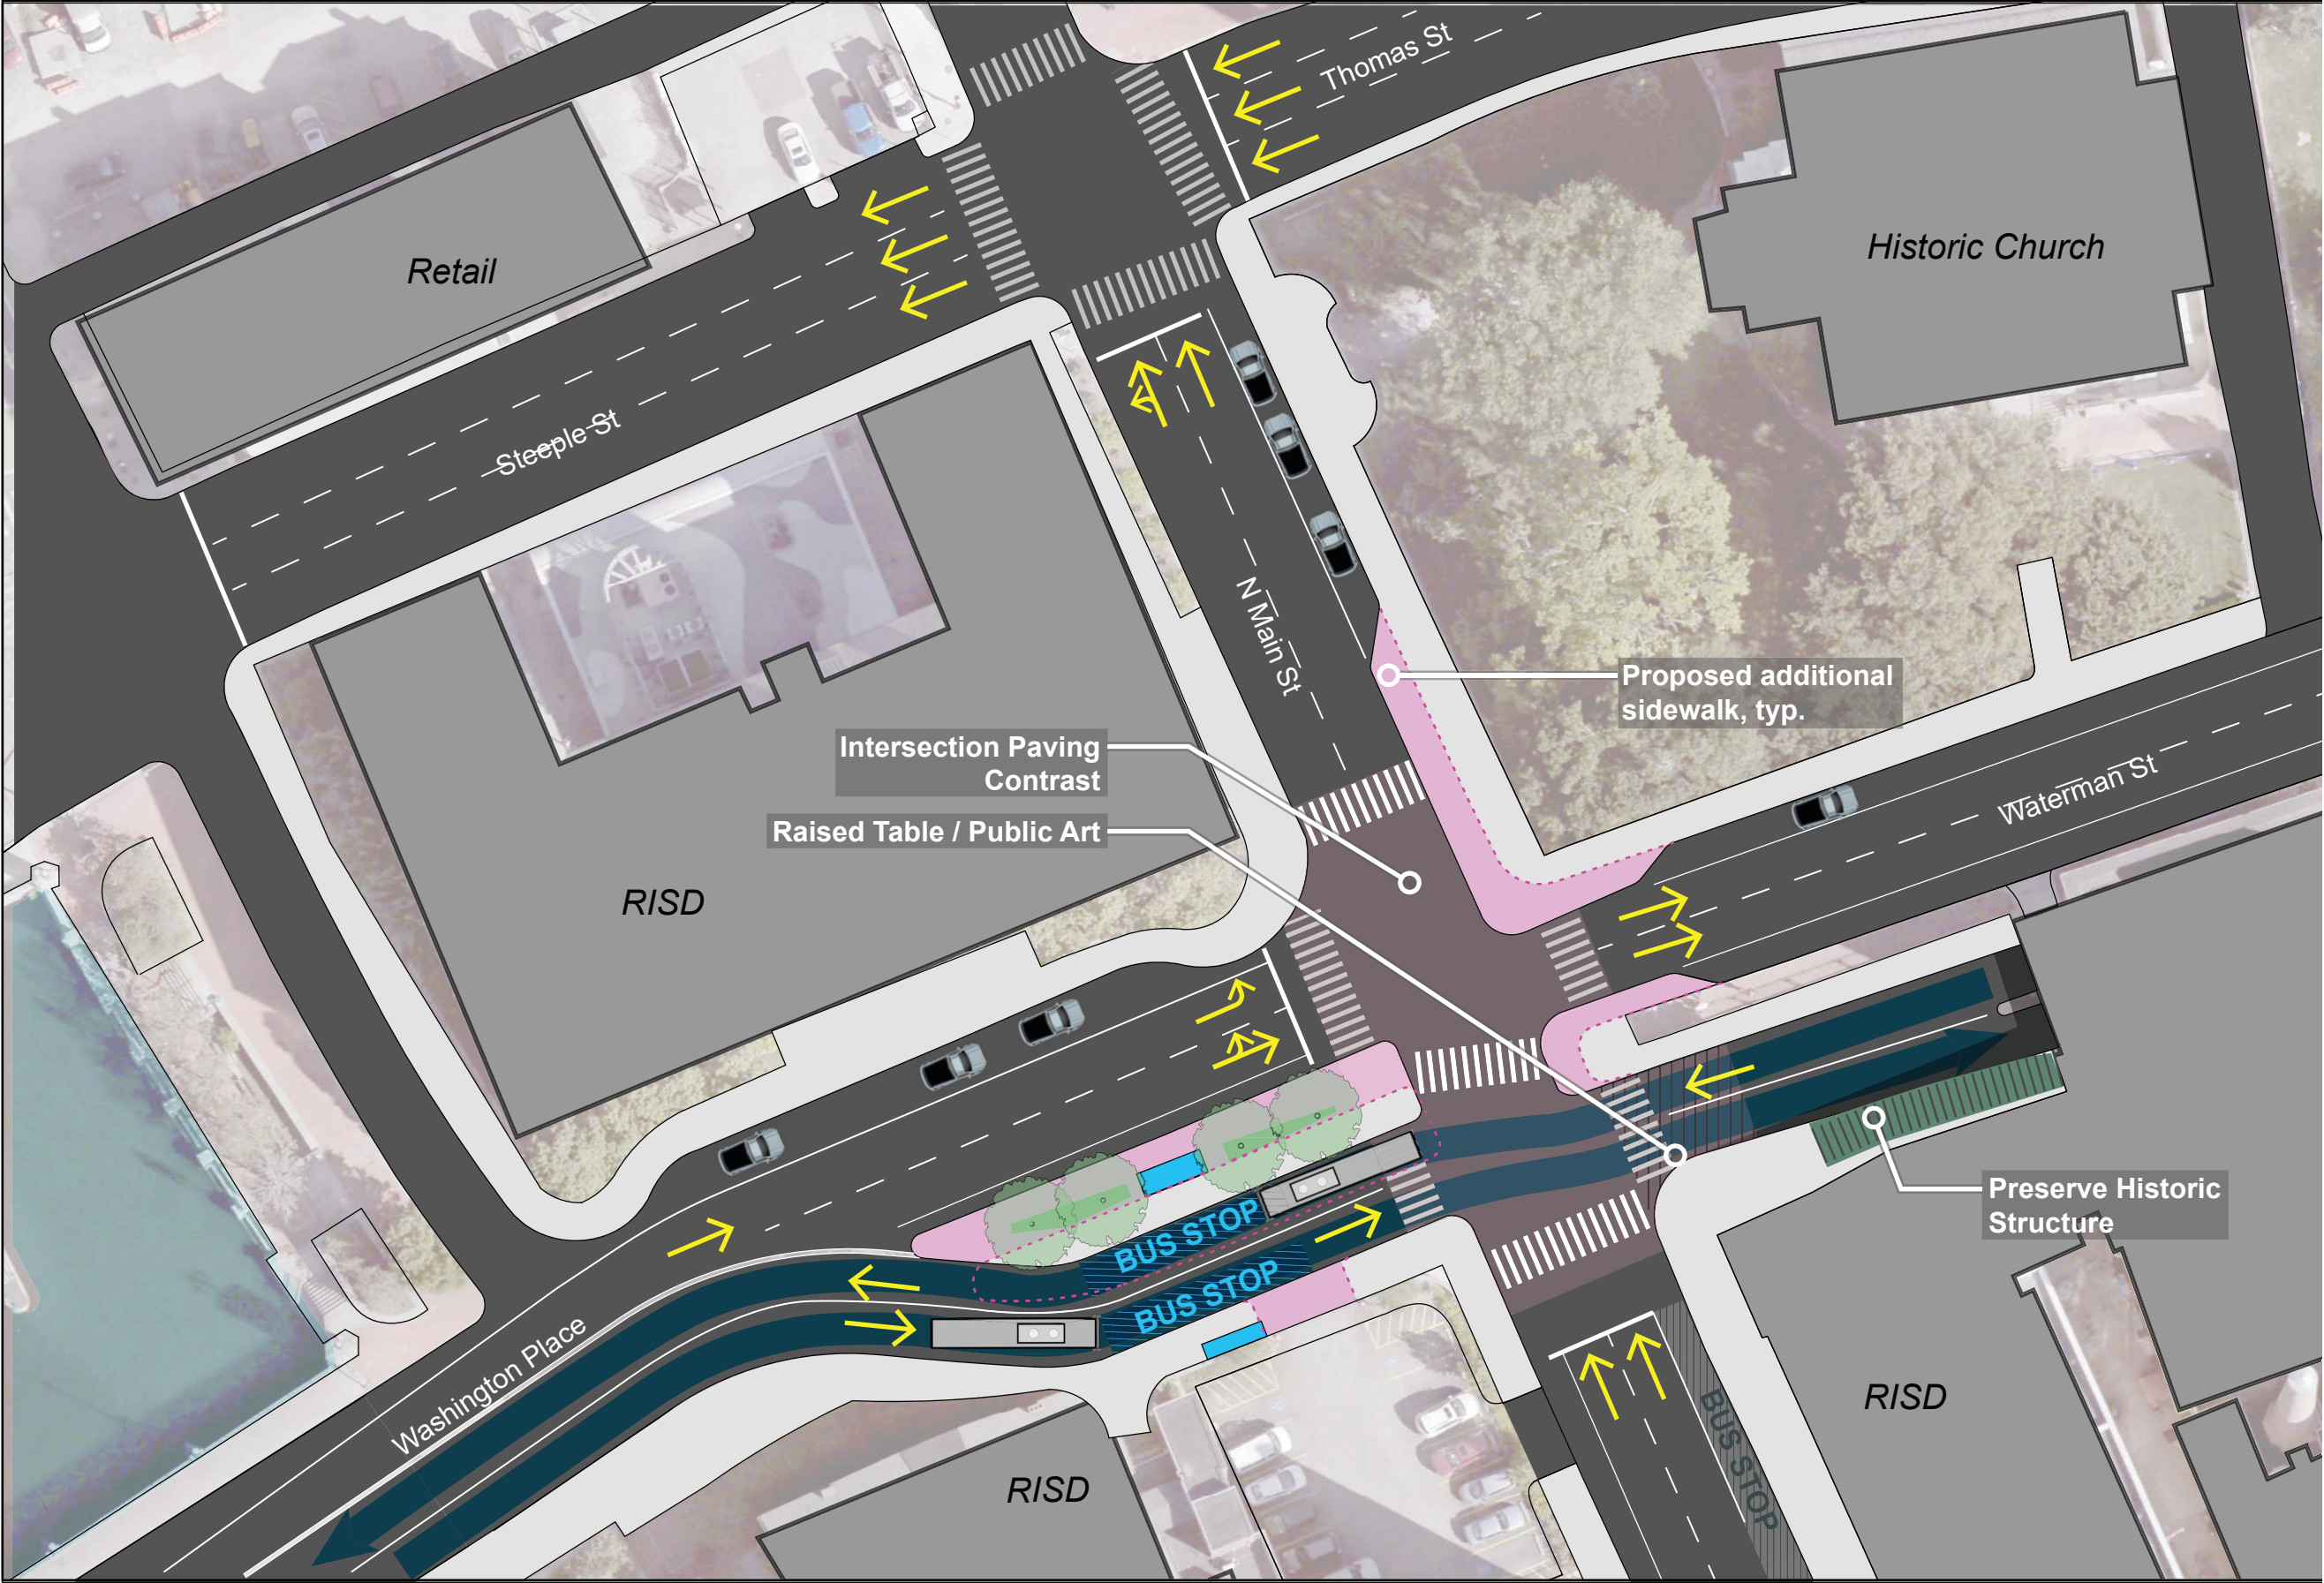 Thomas St
Retail
Historic Church
Steeple St
N Main St
Proposed additional
sidewalk, typ.
Intersection Paving
Contrast
Waterman St
Raised Table / Public Art
RISD
BUS STOP
BUS STOP
Preserve Historic
Structure
Washington Place
RISD
BUS STOP
RISD